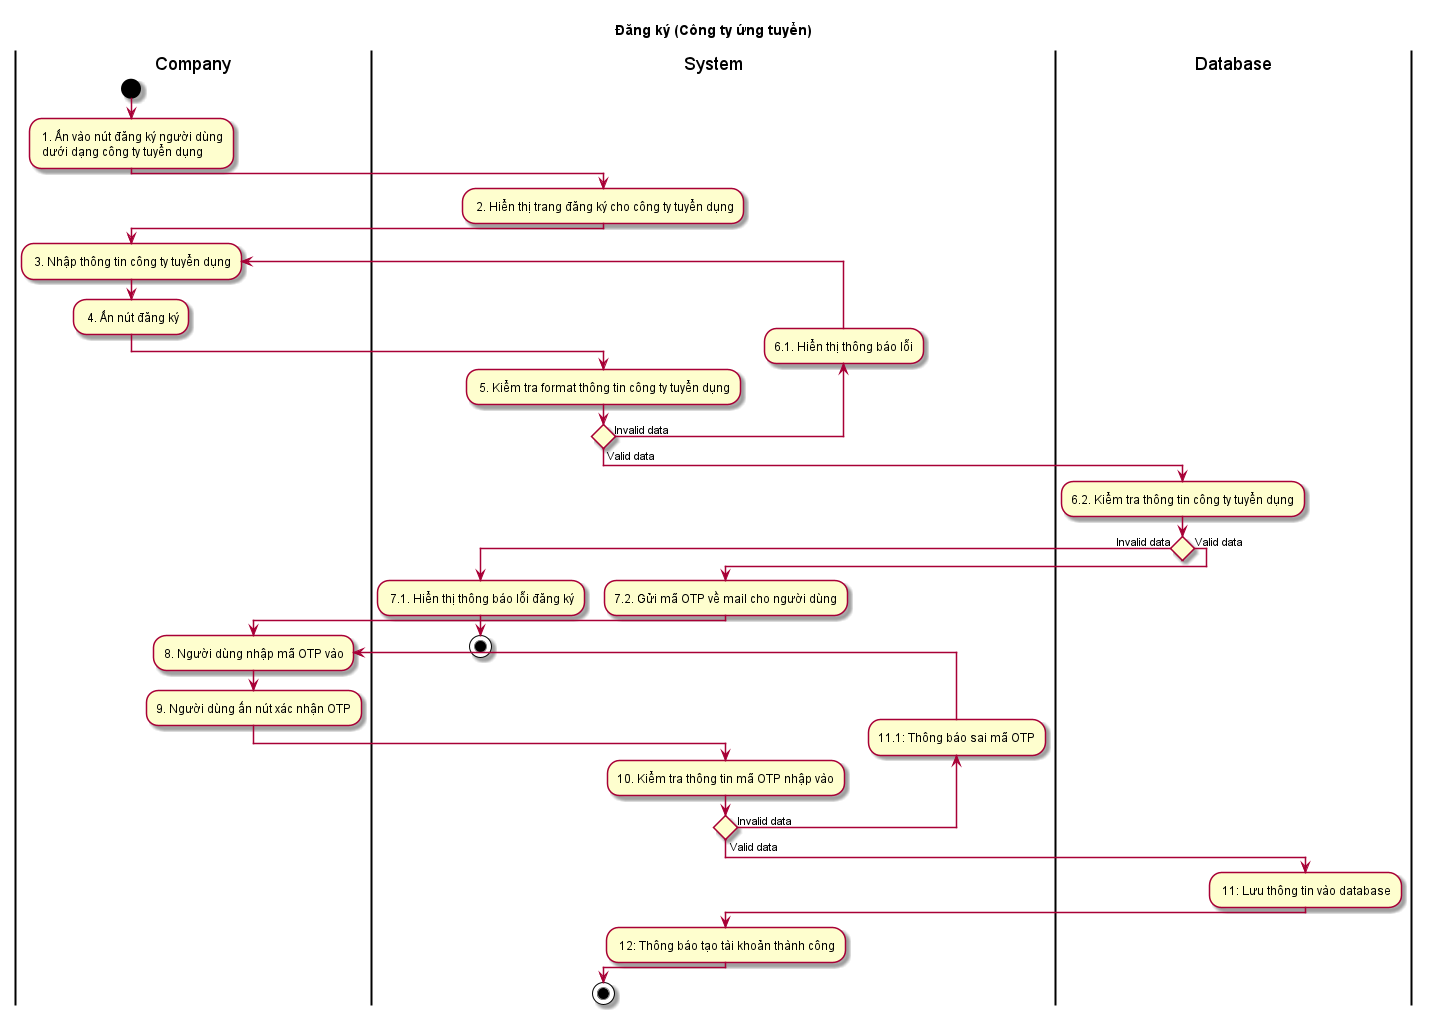 Đăng ký (Công ty ứng tuyển)
Company
System
Database
1. Ấn vào nút đăng ký người dùng
dưới dạng công ty tuyển dụng
2. Hiển thị trang đăng ký cho công ty tuyển dụng
3. Nhập thông tin công ty tuyển dụng
4. Ấn nút đăng ký
6.1. Hiển thị thông báo lỗi
5. Kiểm tra format thông tin công ty tuyển dụng
Invalid data
Valid data
6.2. Kiểm tra thông tin công ty tuyển dụng
Invalid data
Valid data
7.1. Hiển thị thông báo lỗi đăng ký
7.2. Gửi mã OTP về mail cho người dùng
8. Người dùng nhập mã OTP vào
9. Người dùng ấn nút xác nhận OTP
11.1: Thông báo sai mã OTP
10. Kiểm tra thông tin mã OTP nhập vào
Invalid data
Valid data
11: Lưu thông tin vào database
12: Thông báo tạo tài khoản thành công